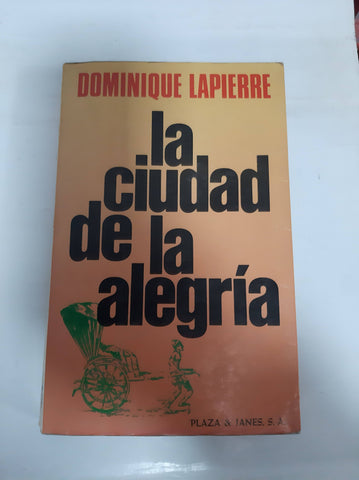 DOMINIQUE LAPIERRE
la
ciudad
de la
alegría
PLAZA & JANES, S. A.